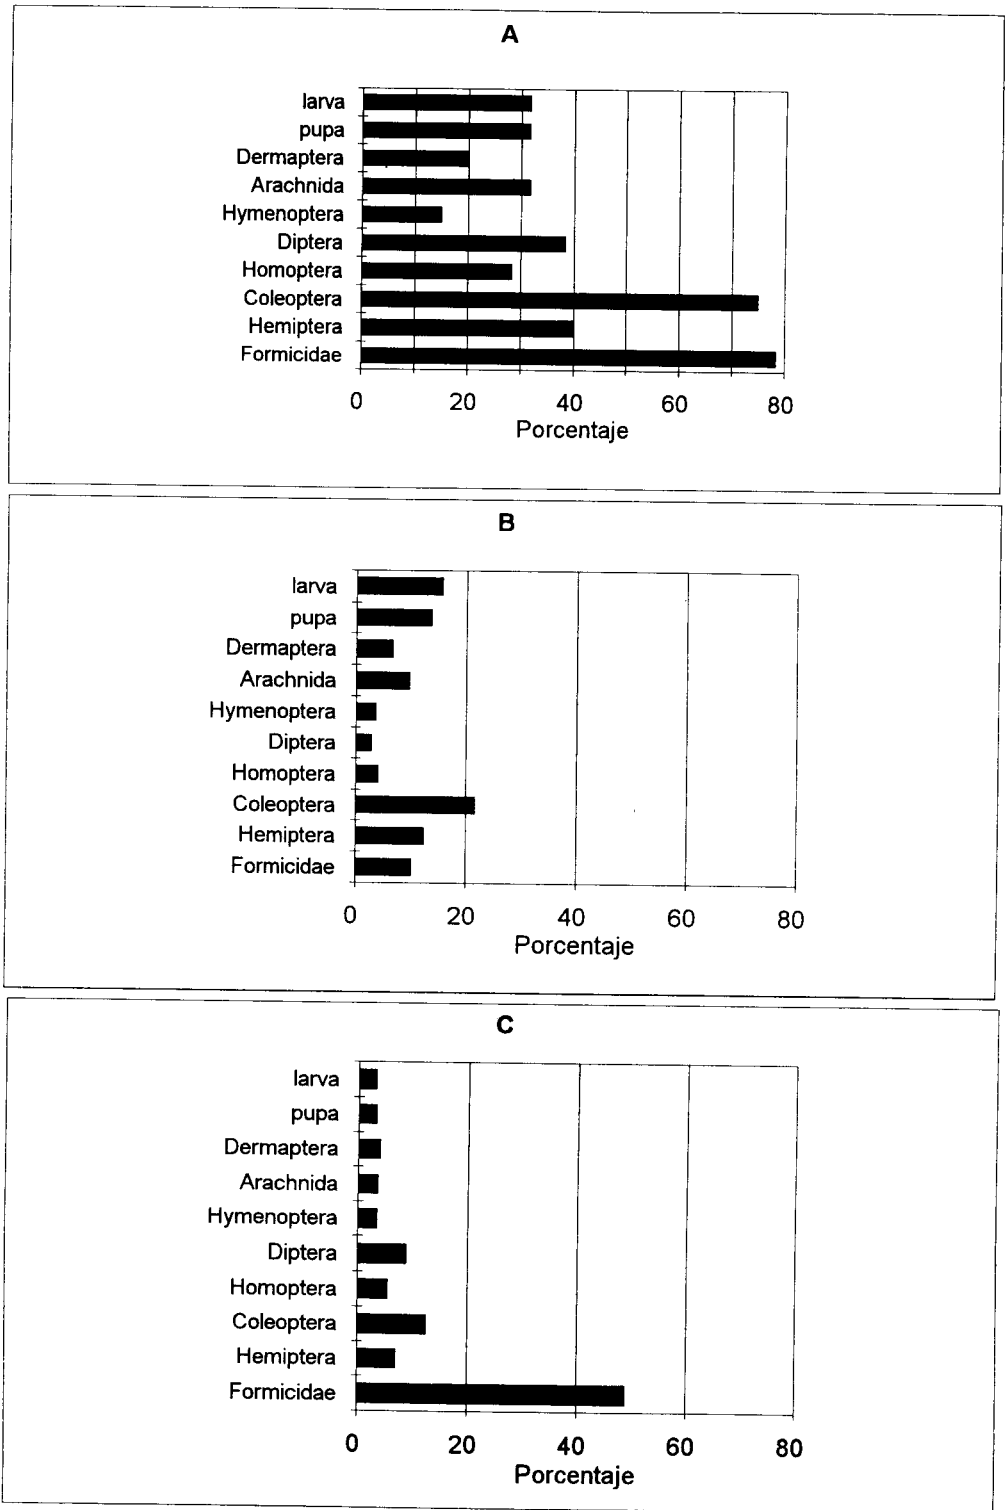 A
larva
pupa
Dermaptera
Arachnida
Hymenoptera
Diptera
Homoptera
Coleoptera
Hemiptera
Formicidae
0 20 40 60 80
Porcentaje
B
larva
pupa
Dermaptera
Arachnida
Hymenoptera
Diptera
Homoptera
Coleoptera
Hemiptera
Formicidae
0 20 40 60 80
Porcentaje
C
larva
pupa
Dermaptera
Arachnida
Hymenoptera
Diptera
Homoptera
Coleoptera
Hemiptera
Formicidae
0 20 40 60 80
Porcentaje